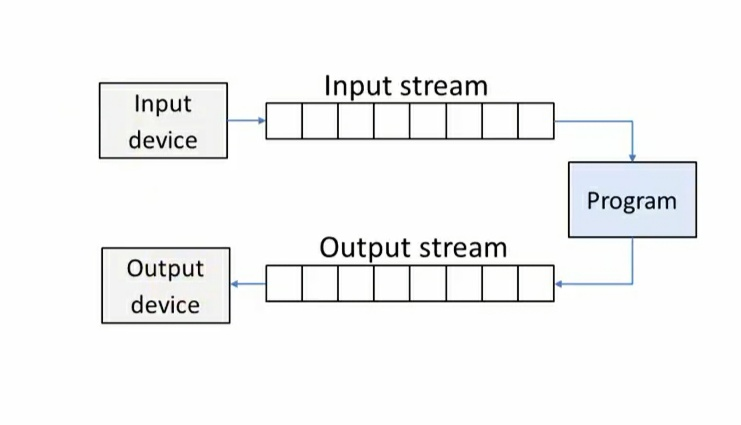 Input stream
Input
device
Program
Output stream
Output
device